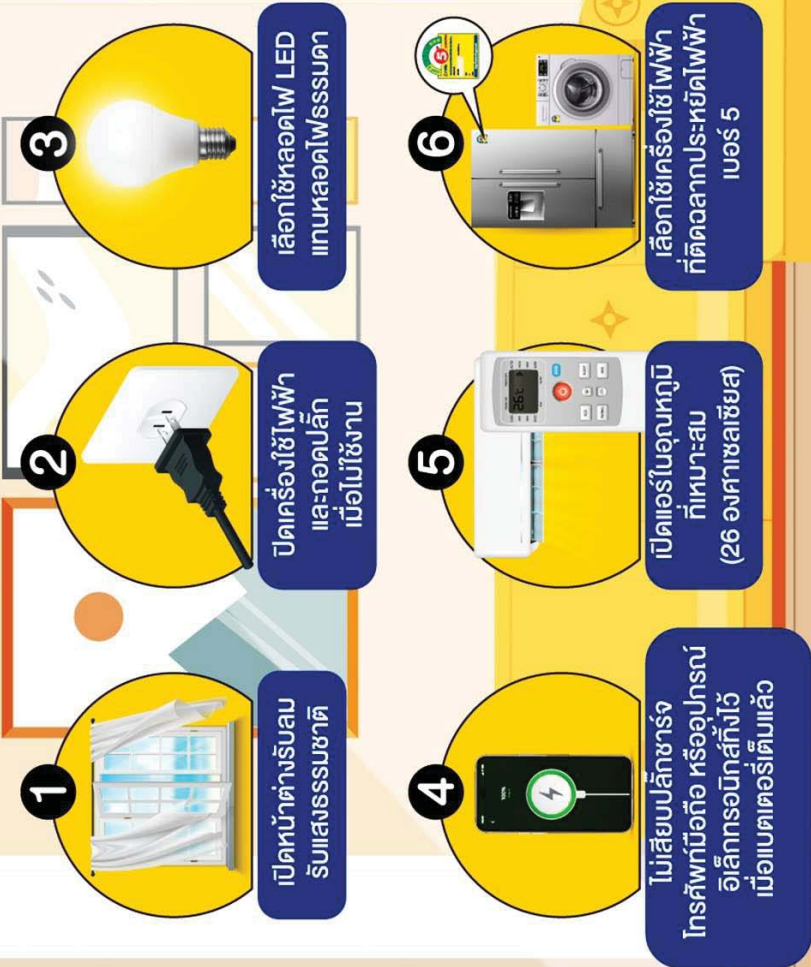 1
เปิดหน้าต่างรับลม
รับแสงธรรมชาติ
2
ปิดเครื่องใช้ไฟฟ้า
และถอดปลั๊ก
เมื่อไม่ใช้งาน
3
เลือกใช้หลอดไฟ LED
แทนหลอดไฟธรรมดา
4
100%
ไม่เสียบปลั๊กชาร์จ
โทรศัพท์มือถือ หรืออุปกรณ์
อิเล็กทรอนิกส์ทิ้งไว้
เมื่อแบตเตอรี่เต็มแล้ว
5
26°C
เปิดแอร์ในอุณหภูมิ
ที่เหมาะสม
(26 องศาเซลเซียส)
6
5
เลือกใช้เครื่องใช้ไฟฟ้า
ที่ติดฉลากประหยัดไฟฟ้า
เบอร์ 5